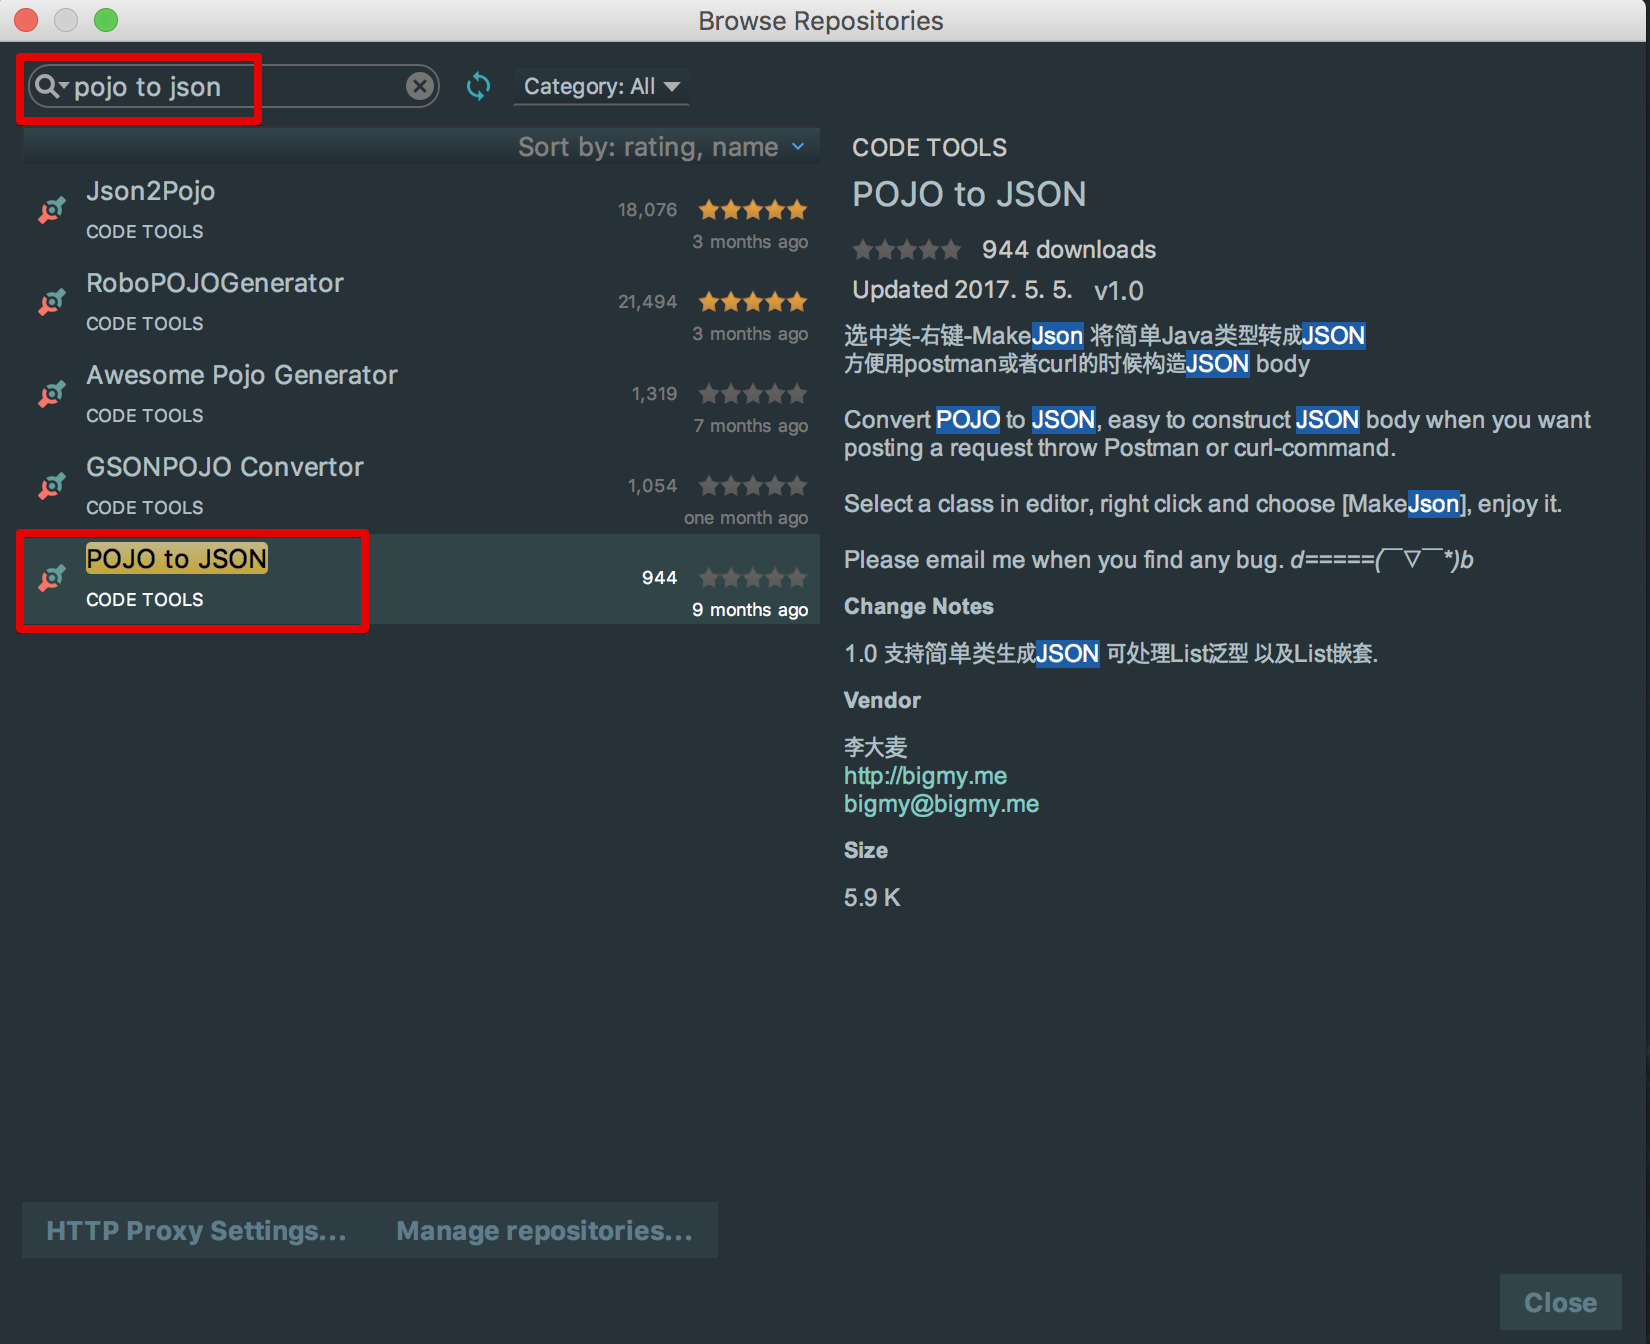 Browse Repositories
pojo to json
Category: All
Sort by: rating, name
Json2Pojo
CODE TOOLS
18,076
3 months ago
RoboPOJOGenerator
CODE TOOLS
21,494
3 months ago
Awesome Pojo Generator
CODE TOOLS
1,319
7 months ago
GSONPOJO Convertor
CODE TOOLS
1,054
one month ago
POJO to JSON
CODE TOOLS
944
9 months ago
CODE TOOLS
POJO to JSON
944 downloads
Updated 2017. 5. 5. v1.0
选中类-右键-MakeJson 将简单Java类型转成JSON
方便用postman或者curl的时候构造JSON body
Convert POJO to JSON, easy to construct JSON body when you want
posting a request throw Postman or curl-command.
Select a class in editor, right click and choose [MakeJson], enjoy it.
Please email me when you find any bug. d=====(￣▽￣*)b
Change Notes
1.0 支持简单类生成JSON 可处理List泛型 以及List嵌套.
Vendor
李大麦
http://bigmy.me
bigmy@bigmy.me
Size
5.9 K
HTTP Proxy Settings...
Manage repositories...
Close